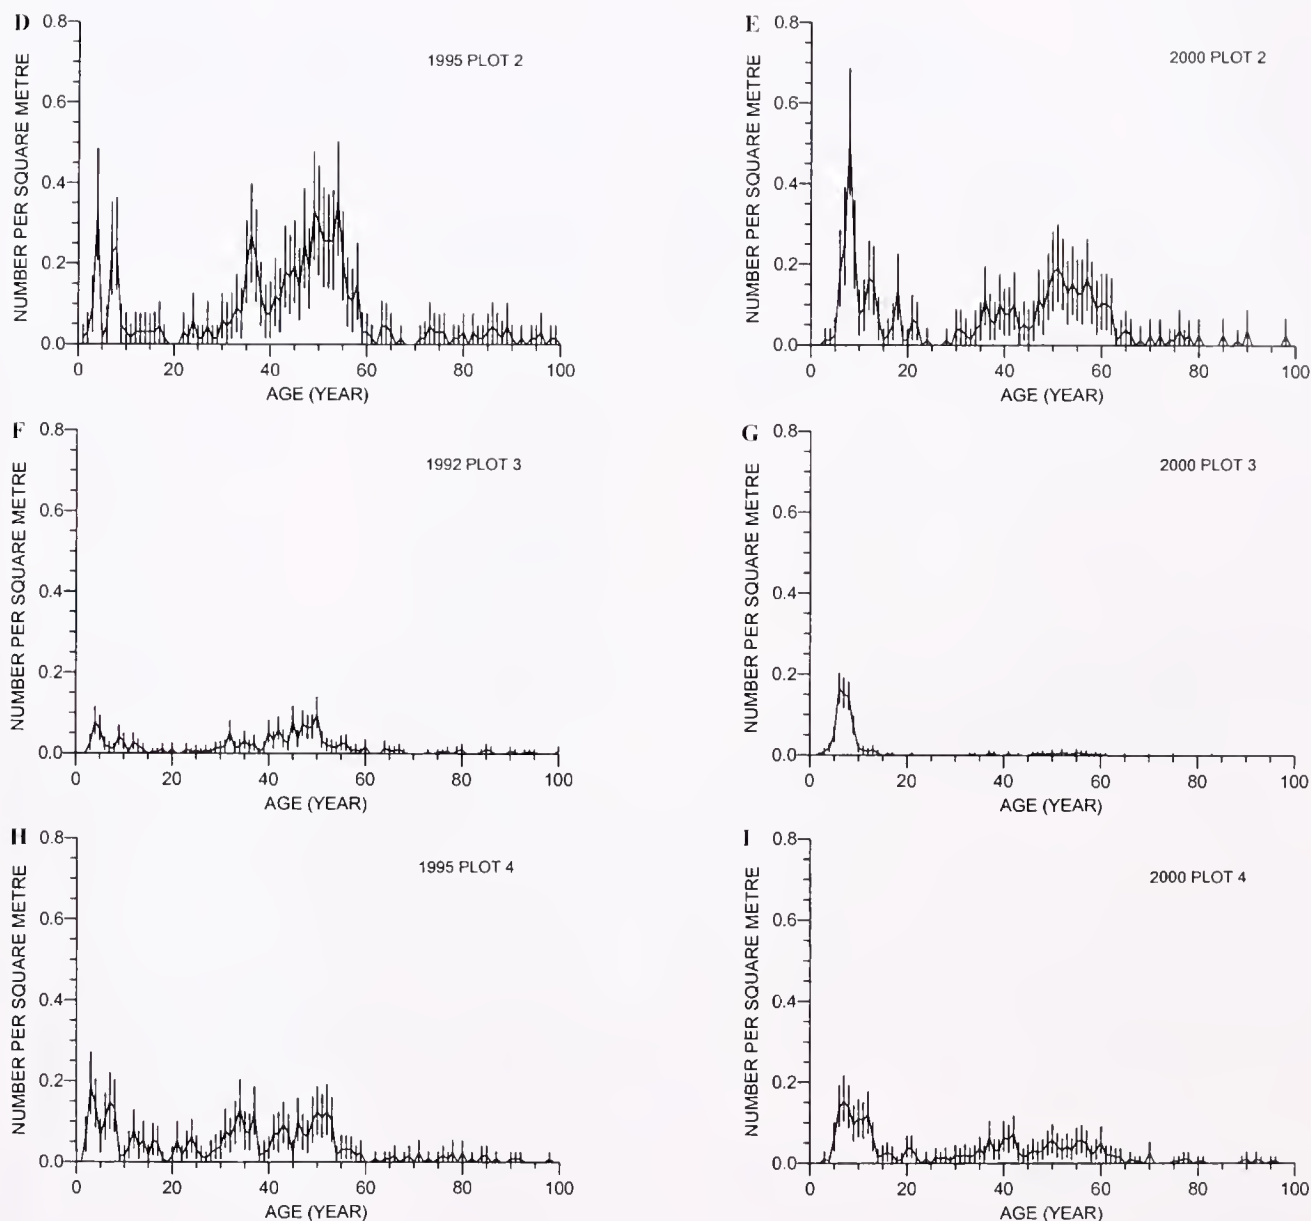 D
1995 PLOT 2
NUMBER PER SQUARE METRE
0.8
0.6
0.4
0.2
0.0
0 20 40 60 80 100
AGE (YEAR)
E
2000 PLOT 2
NUMBER PER SQUARE METRE
0.8
0.6
0.4
0.2
0.0
0 20 40 60 80 100
AGE (YEAR)
F
1992 PLOT 3
NUMBER PER SQUARE METRE
0.8
0.6
0.4
0.2
0.0
0 20 40 60 80 100
AGE (YEAR)
G
2000 PLOT 3
NUMBER PER SQUARE METRE
0.8
0.6
0.4
0.2
0.0
0 20 40 60 80 100
AGE (YEAR)
H
1995 PLOT 4
NUMBER PER SQUARE METRE
0.8
0.6
0.4
0.2
0.0
0 20 40 60 80 100
AGE (YEAR)
I
2000 PLOT 4
NUMBER PER SQUARE METRE
0.8
0.6
0.4
0.2
0.0
0 20 40 60 80 100
AGE (YEAR)